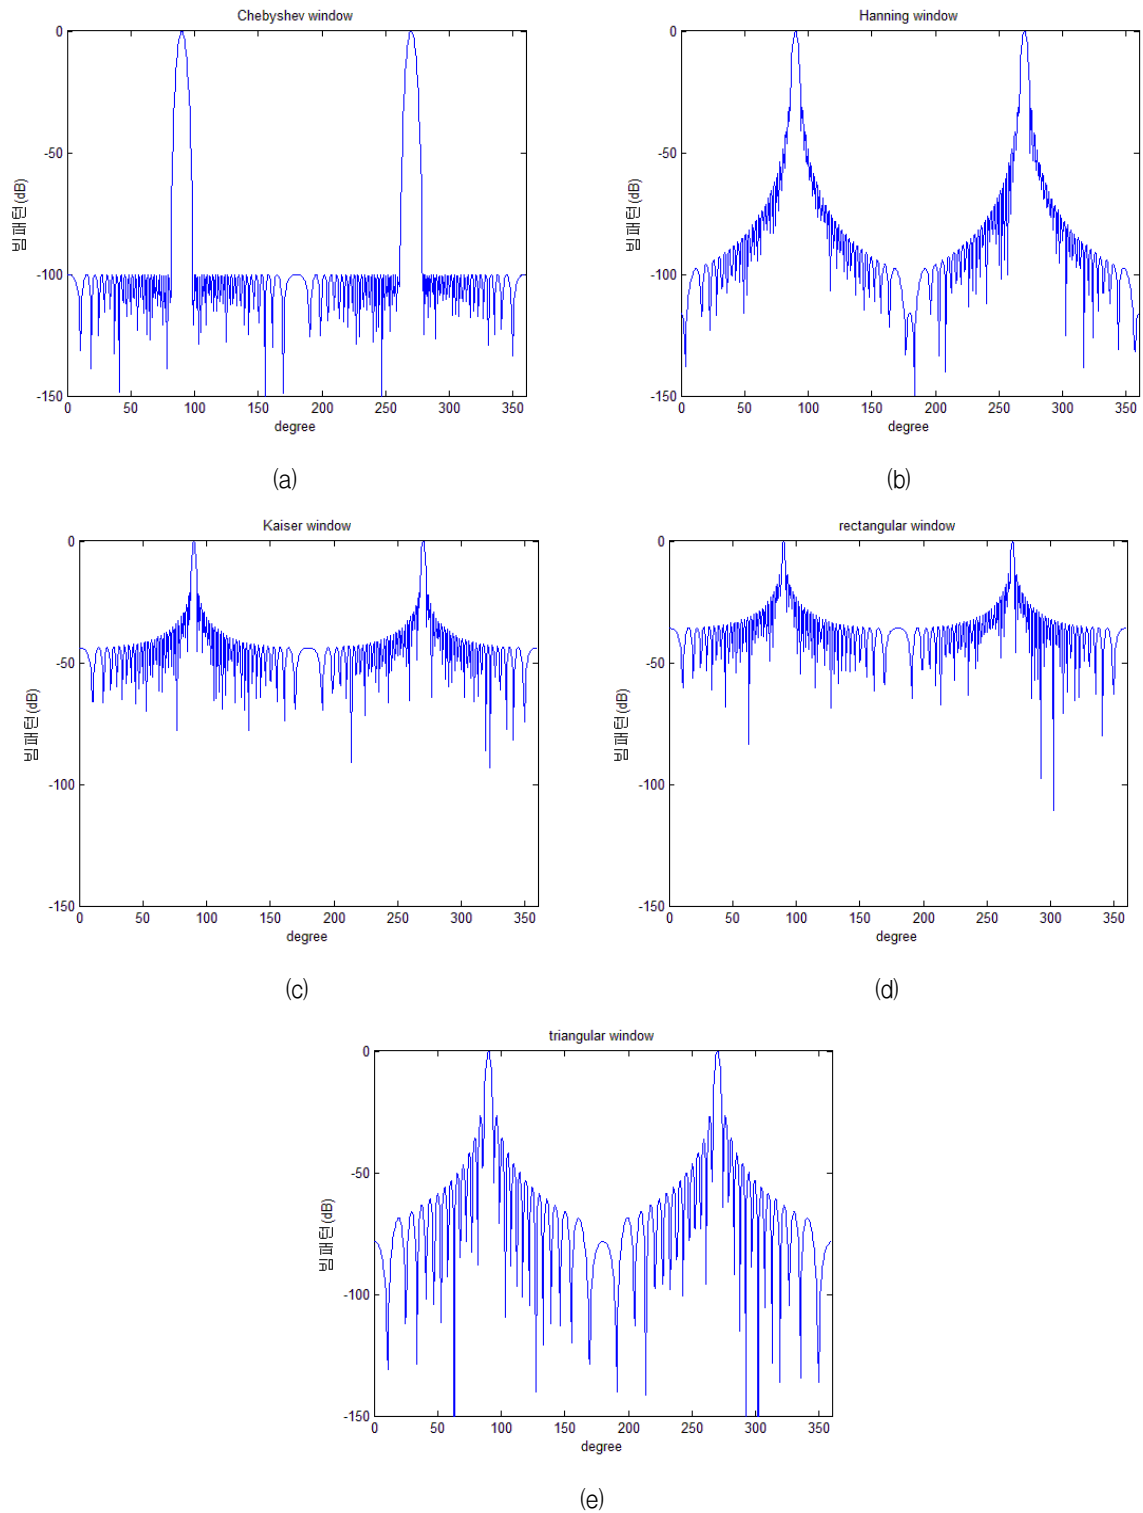 Chebyshev window
0
-50
-100
-150
빔패턴(dB)
0 50 100 150 200 250 300 350
degree
(a)
Hanning window
0
-50
-100
-150
빔패턴(dB)
0 50 100 150 200 250 300 350
degree
(b)
Kaiser window
0
-50
-100
-150
빔패턴(dB)
0 50 100 150 200 250 300 350
degree
(c)
rectangular window
0
-50
-100
-150
빔패턴(dB)
0 50 100 150 200 250 300 350
degree
(d)
triangular window
0
-50
-100
-150
빔패턴(dB)
0 50 100 150 200 250 300 350
degree
(e)